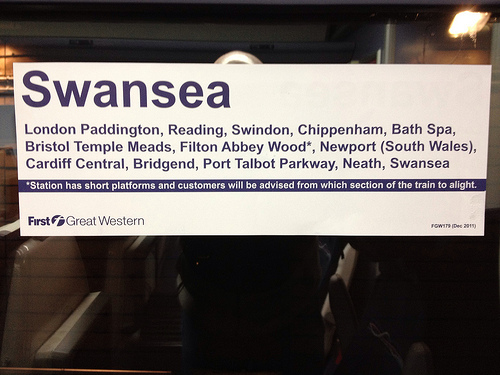 Swansea
London Paddington, Reading, Swindon, Chippenham, Bath Spa,
Bristol Temple Meads, Filton Abbey Wood*, Newport (South Wales),
Cardiff Central, Bridgend, Port Talbot Parkway, Neath, Swansea
*Station has short platforms and customers will be advised from which section of the train to alight.
First Great Western
FGW178 (Dec 2011)